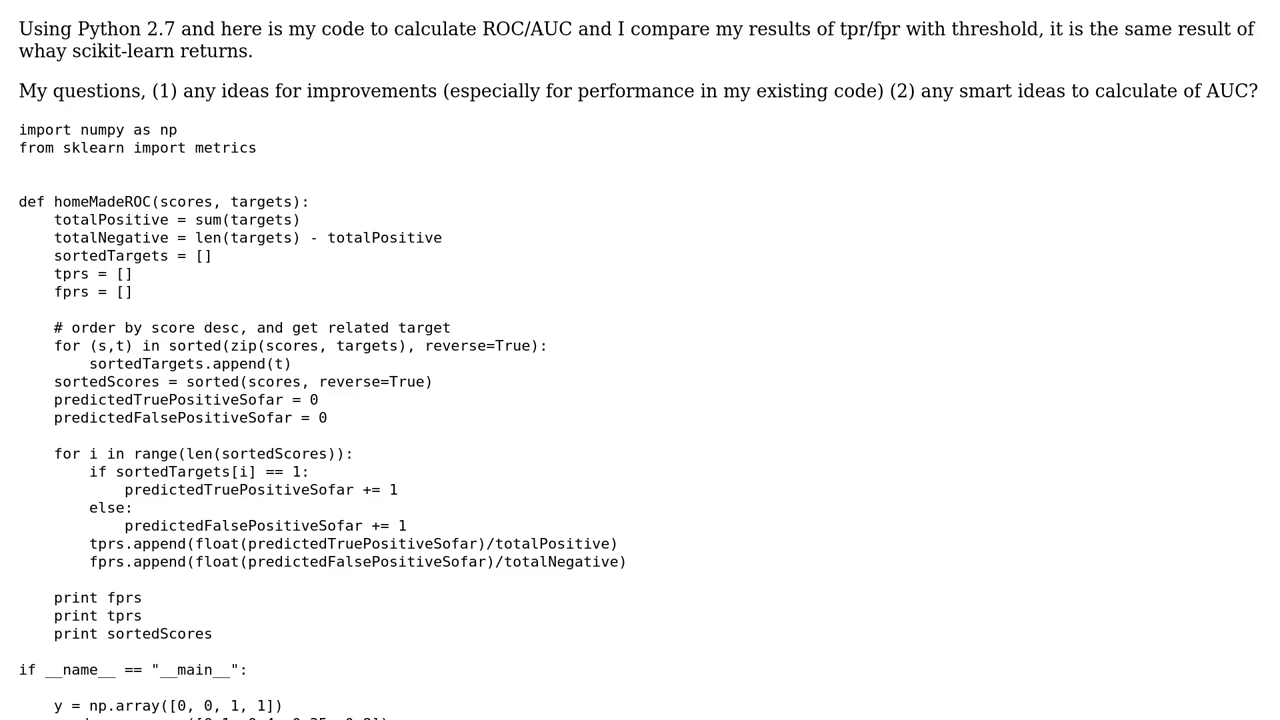 Using Python 2.7 and here is my code to calculate ROC/AUC and I compare my results of tpr/fpr with threshold, it is the same result of
whay scikit-learn returns.
My questions, (1) any ideas for improvements (especially for performance in my existing code) (2) any smart ideas to calculate of AUC?
import numpy as np
from sklearn import metrics
def homeMadeROC(scores, targets):
    totalPositive = sum(targets)
    totalNegative = len(targets) - totalPositive
    sortedTargets = []
    tprs = []
    fprs = []
    # order by score desc, and get related target
    for (s,t) in sorted(zip(scores, targets), reverse=True):
        sortedTargets.append(t)
    sortedScores = sorted(scores, reverse=True)
    predictedTruePositiveSofar = 0
    predictedFalsePositiveSofar = 0
    for i in range(len(sortedScores)):
        if sortedTargets[i] == 1:
            predictedTruePositiveSofar += 1
        else:
            predictedFalsePositiveSofar += 1
        tprs.append(float(predictedTruePositiveSofar)/totalPositive)
        fprs.append(float(predictedFalsePositiveSofar)/totalNegative)
    print fprs
    print tprs
    print sortedScores
if __name__ == "__main__":
    y = np.array([0, 0, 1, 1])